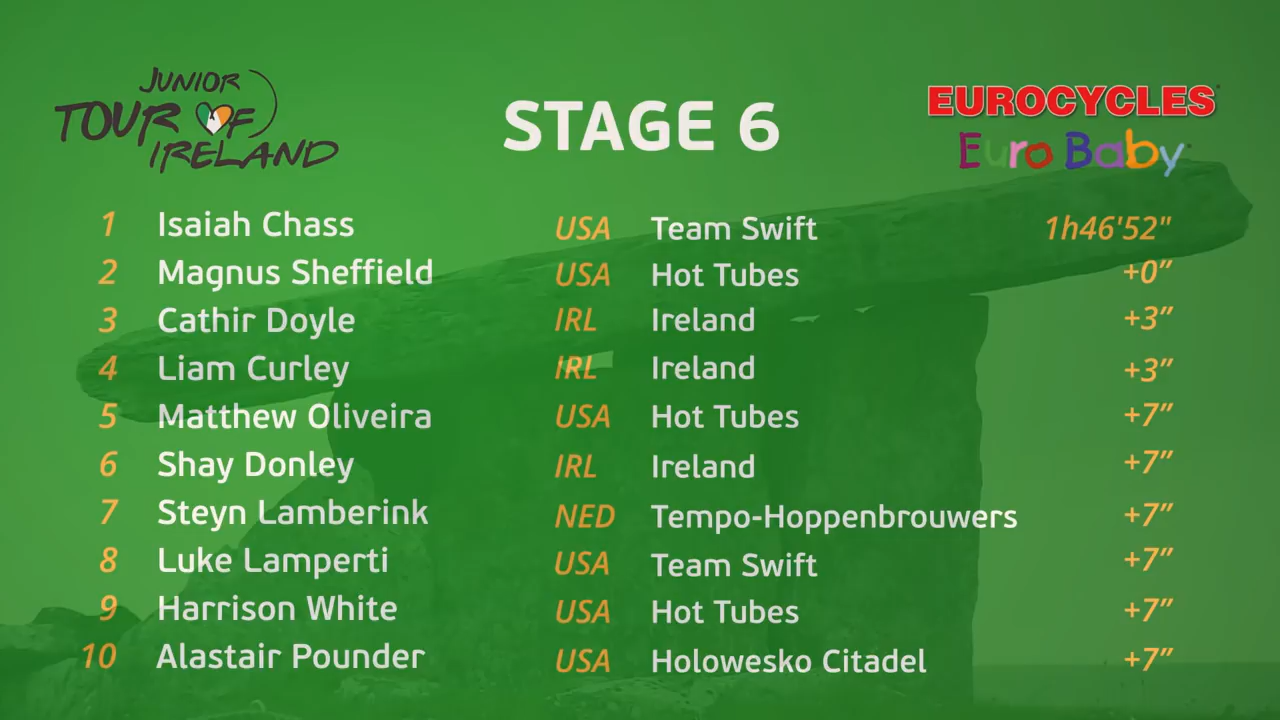 JUNIOR
TOUR OF
IRELAND
STAGE 6
EUROCYCLES
Euro Baby
1 Isaiah Chass USA Team Swift 1h46'52"
2 Magnus Sheffield USA Hot Tubes +0”
3 Cathir Doyle IRL Ireland +3”
4 Liam Curley IRL Ireland +3”
5 Matthew Oliveira USA Hot Tubes +7”
6 Shay Donley IRL Ireland +7”
7 Steyn Lamberink NED Tempo-Hoppenbrouwers +7”
8 Luke Lamperti USA Team Swift +7”
9 Harrison White USA Hot Tubes +7”
10 Alastair Pounder USA Holowesko Citadel +7”